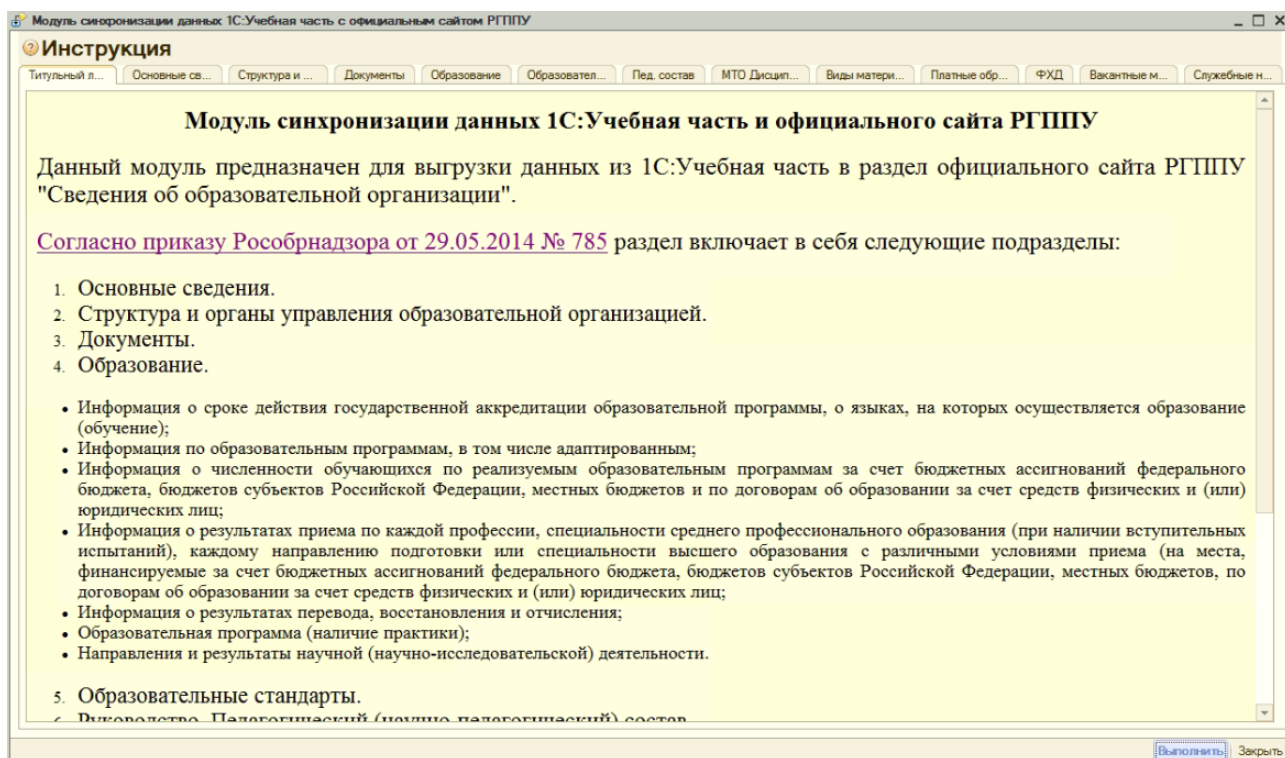 Модуль синхронизации данных 1С:Учебная часть с официальным сайтом РГППУ
Инструкция
Титульный л... Основные св... Структура и ... Документы Образование Образовател... Пед. состав МТО Дисцип... Виды матери... Платные обр... ФХД Вакантные м... Служебные н...
Модуль синхронизации данных 1С:Учебная часть и официального сайта РГППУ
Данный модуль предназначен для выгрузки данных из 1С:Учебная часть в раздел официального сайта РГППУ
"Сведения об образовательной организации".
Согласно приказу Рособрнадзора от 29.05.2014 № 785 раздел включает в себя следующие подразделы:
1. Основные сведения.
2. Структура и органы управления образовательной организацией.
3. Документы.
4. Образование.
• Информация о сроке действия государственной аккредитации образовательной программы, о языках, на которых осуществляется образование
(обучение);
• Информация по образовательным программам, в том числе адаптированным;
• Информация о численности обучающихся по реализуемым образовательным программам за счет бюджетных ассигнований федерального
бюджета, бюджетов субъектов Российской Федерации, местных бюджетов и по договорам об образовании за счет средств физических и (или)
юридических лиц;
• Информация о результатах приема по каждой профессии, специальности среднего профессионального образования (при наличии вступительных
испытаний), каждому направлению подготовки или специальности высшего образования с различными условиями приема (на места,
финансируемые за счет бюджетных ассигнований федерального бюджета, бюджетов субъектов Российской Федерации, местных бюджетов, по
договорам об образовании за счет средств физических и (или) юридических лиц;
• Информация о результатах перевода, восстановления и отчисления;
• Образовательная программа (наличие практики);
• Направления и результаты научной (научно-исследовательской) деятельности.
5. Образовательные стандарты.
6. Руководство. Педагогический (научно-педагогический) состав.
Выполнить Закрыть